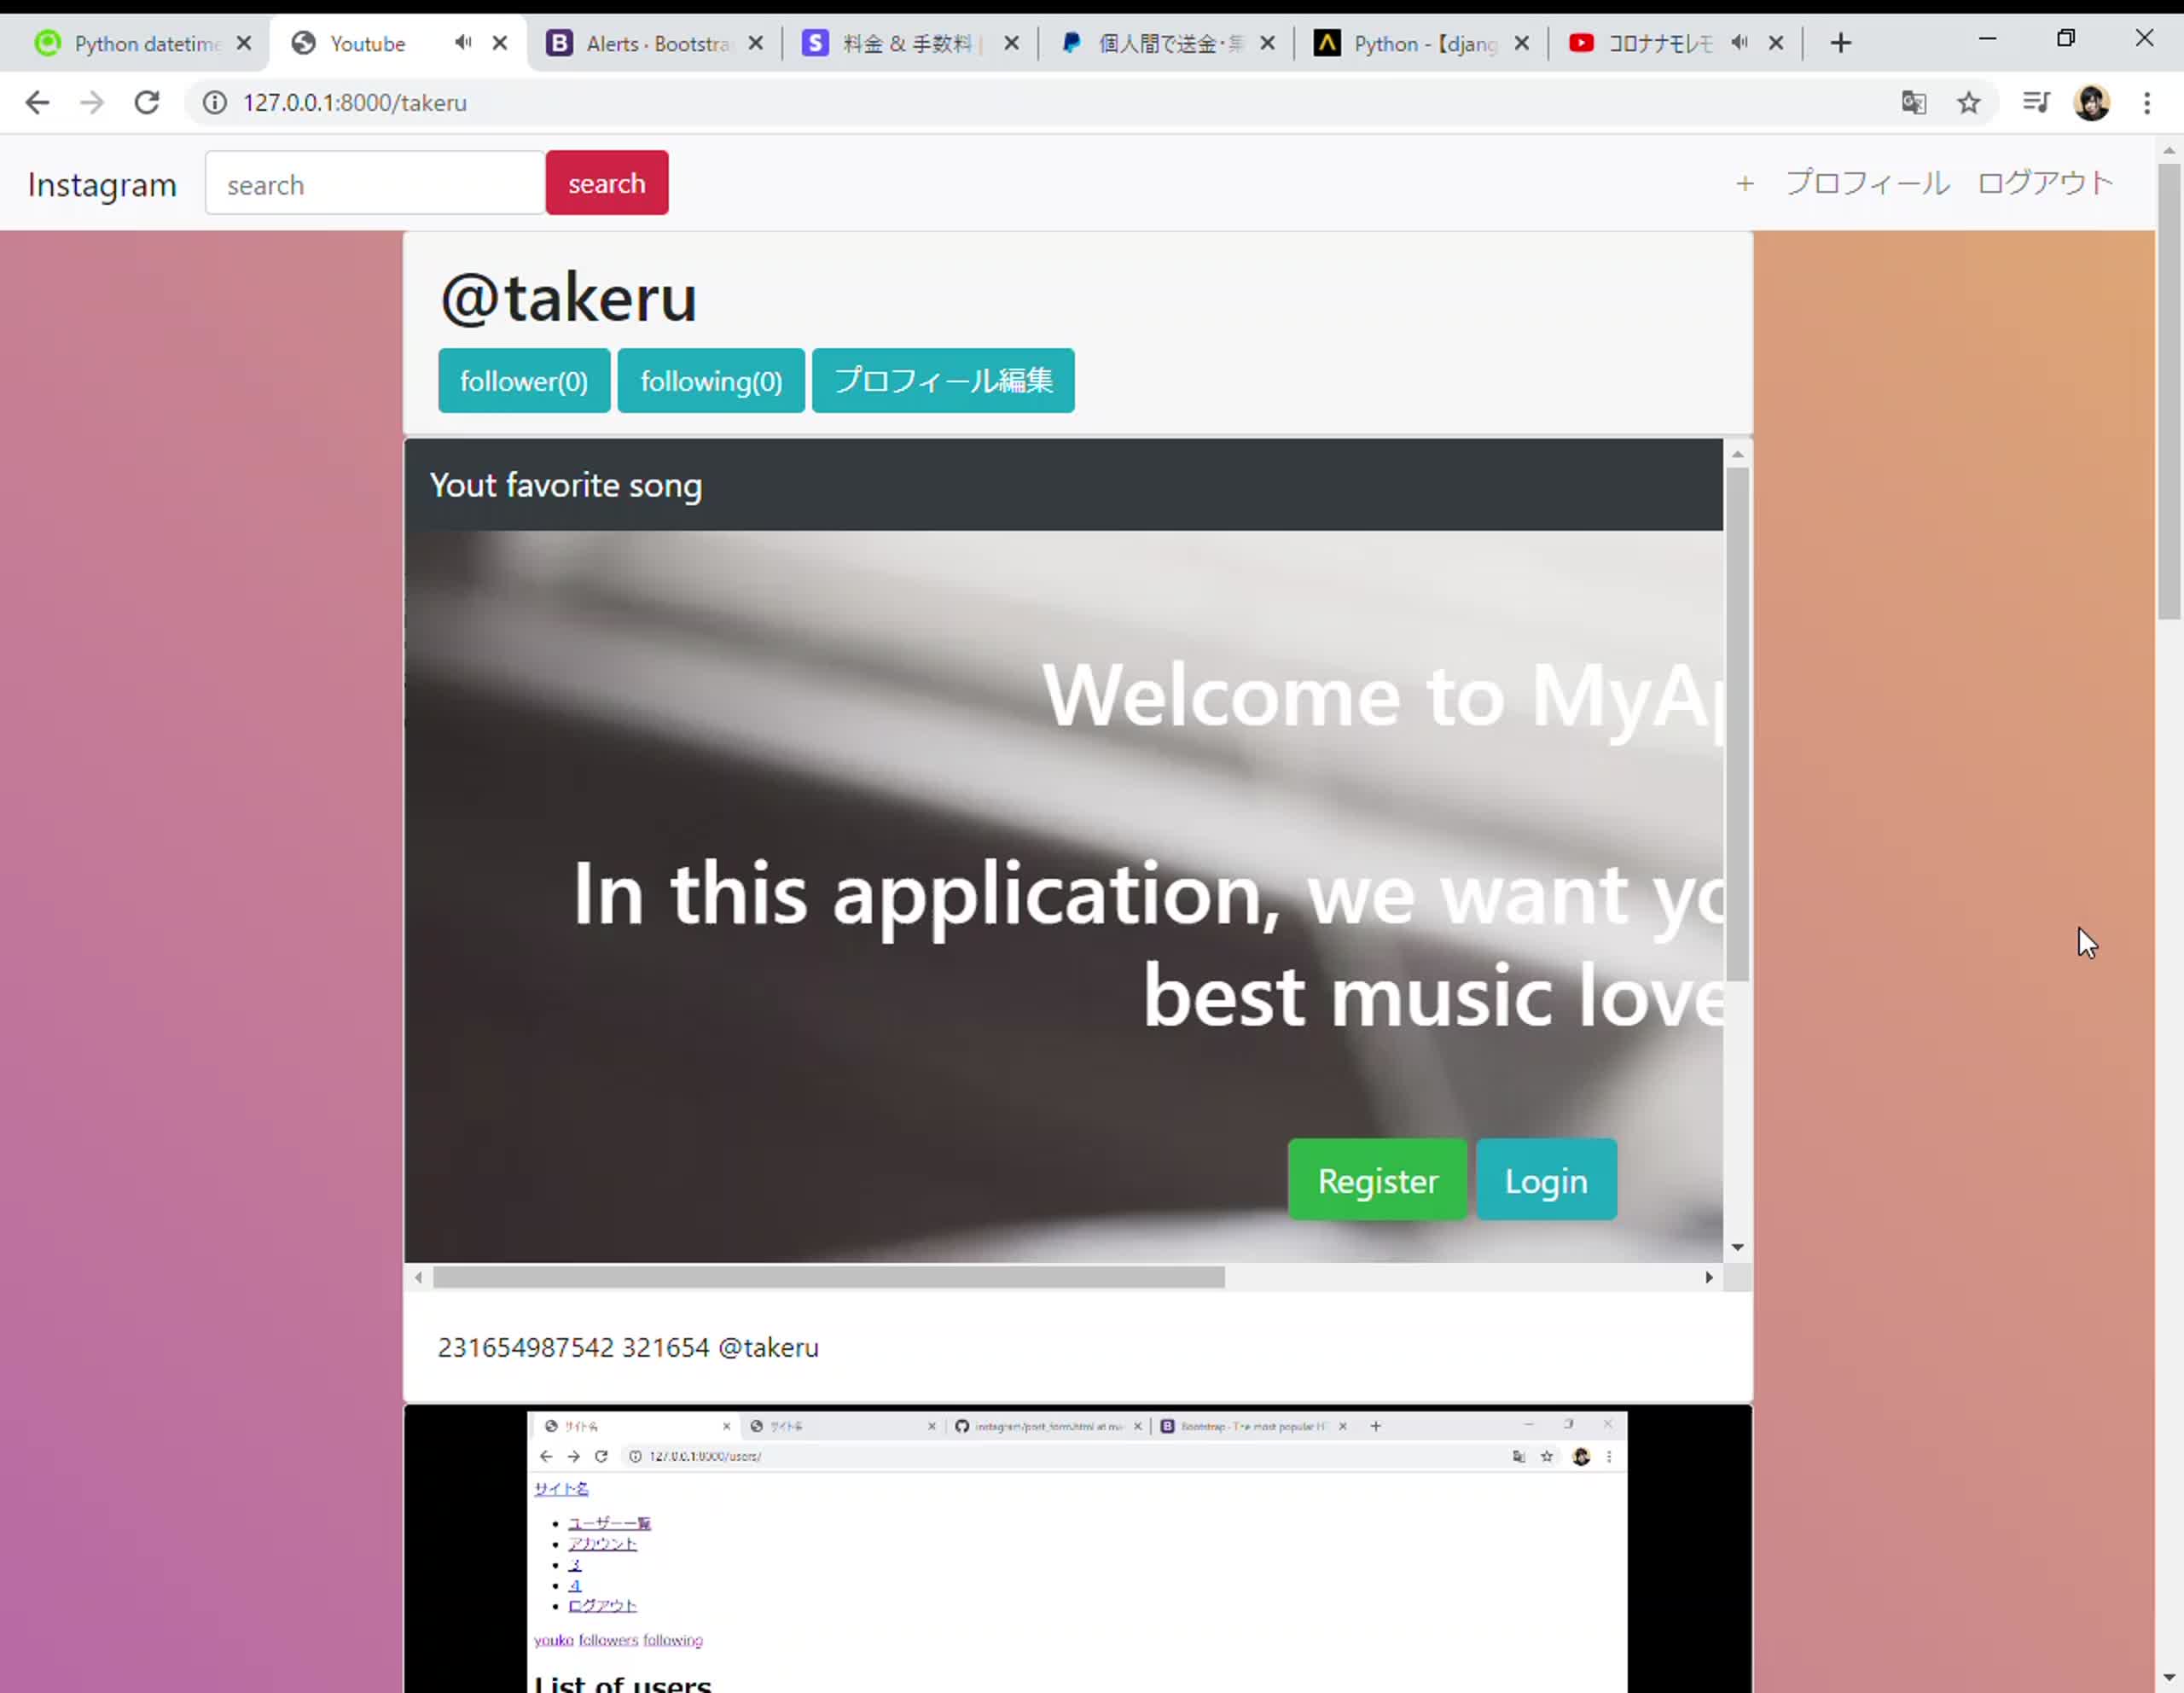 Python datetime
Youtube
Alerts · Bootstra
料金 & 手数料
個人間で送金・集
Python - 【djang
コロナナモレモ
127.0.0.1:8000/takeru
Instagram
search
search
+
プロフィール
ログアウト
@takeru
follower(0)
following(0)
プロフィール編集
Yout favorite song
Welcome to MyAp
In this application, we want yo
best music love
Register
Login
231654987542 321654 @takeru
サイト名
サイト名
instagram/post_form.html at ma
Bootstrap · The most popular H
127.0.0.1:8000/users/
サイト名
ユーザー一覧
アカウント
3
4
ログアウト
youko followers following
List of users